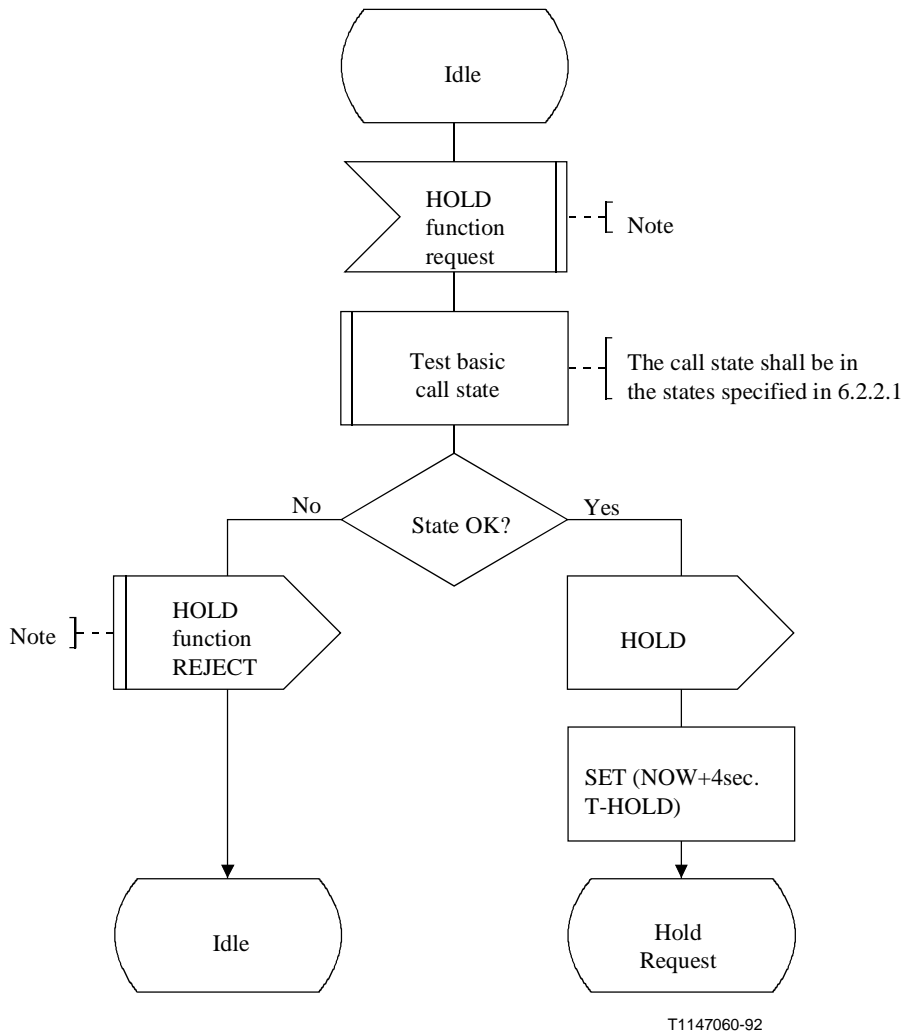 Idle
HOLD
function
request
Note
Test basic
call state
The call state shall be in
the states specified in 6.2.2.1
No
State OK?
Yes
Note
HOLD
function
REJECT
HOLD
SET (NOW+4sec.
T-HOLD)
Idle
Hold
Request
T1147060-92